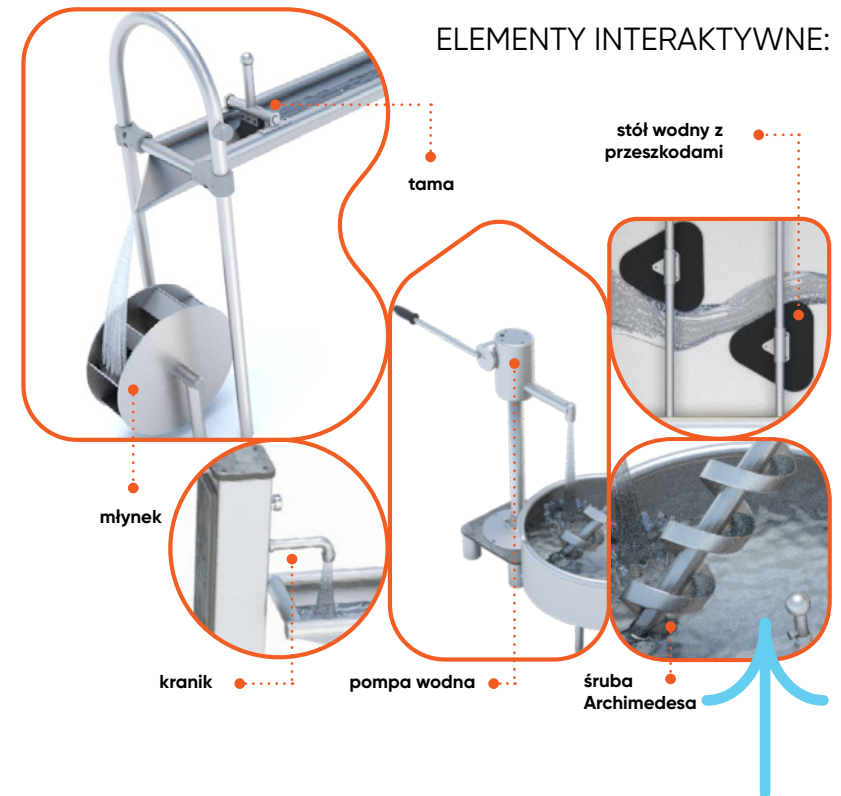 ELEMENTY INTERAKTYWNE:
stół wodny z
przeszkodami
tama
młynek
kranik
pompa wodna
śruba
Archimedesa